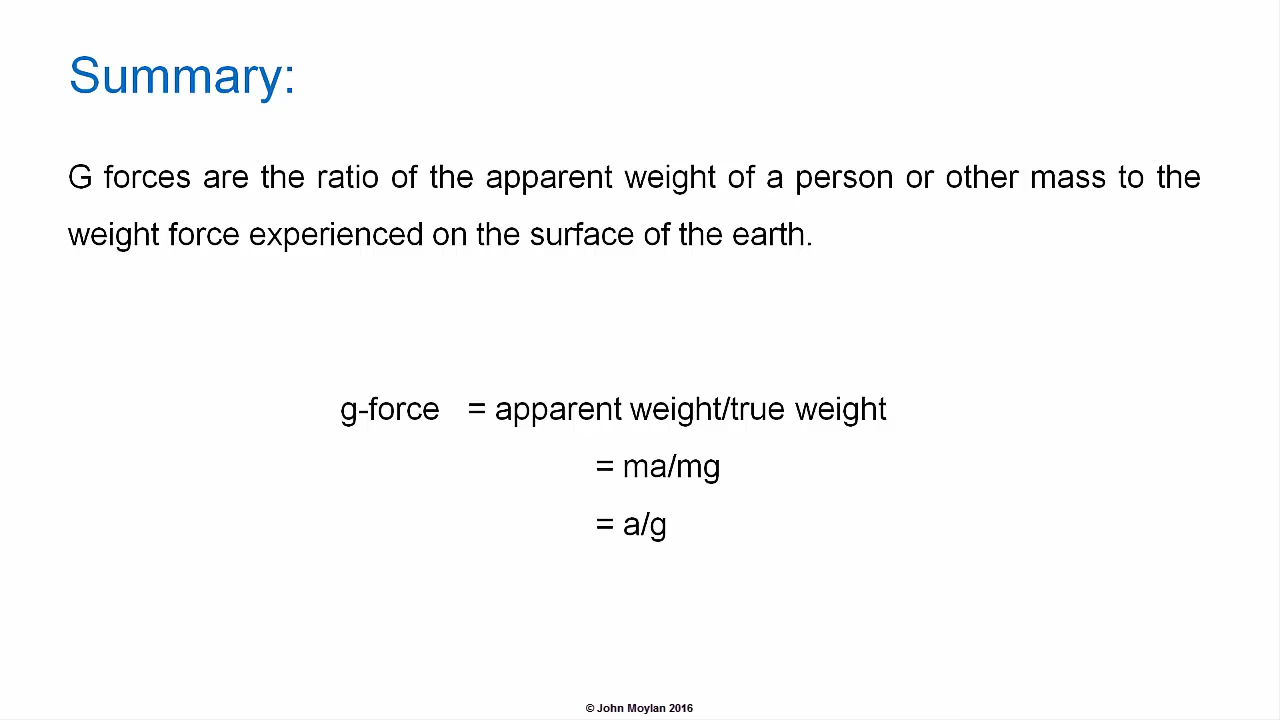 Summary:
G forces are the ratio of the apparent weight of a person or other mass to the
weight force experienced on the surface of the earth.
g-force = apparent weight/true weight
= ma/mg
= a/g
© John Moylan 2016